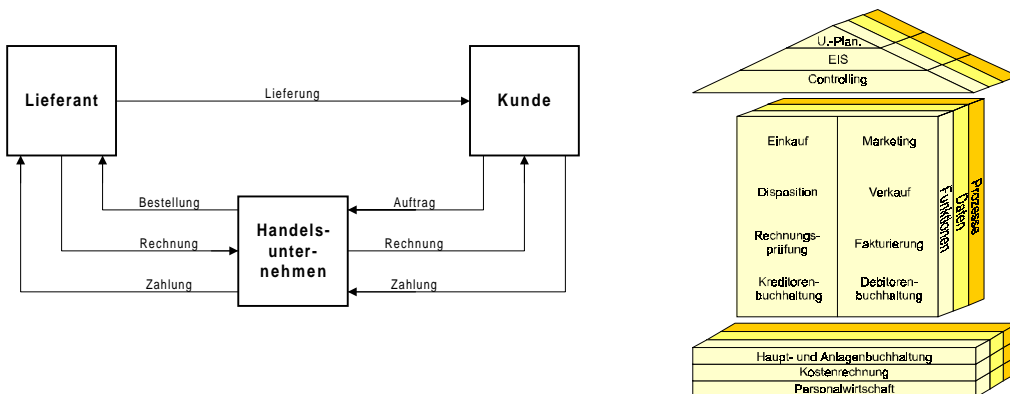 Lieferant
Lieferung
Kunde
Bestellung
Auftrag
Handels-
unter-
nehmen
Rechnung
Rechnung
Zahlung
Zahlung
U.-Plan.
EIS
Controlling
Einkauf
Marketing
Disposition
Verkauf
Rechnungs-
prüfung
Fakturierung
Kreditoren-
buchhaltung
Debitoren-
buchhaltung
Funktionen
Daten
Prozesse
Haupt- und Anlagenbuchhaltung
Kostenrechnung
Personalwirtschaft